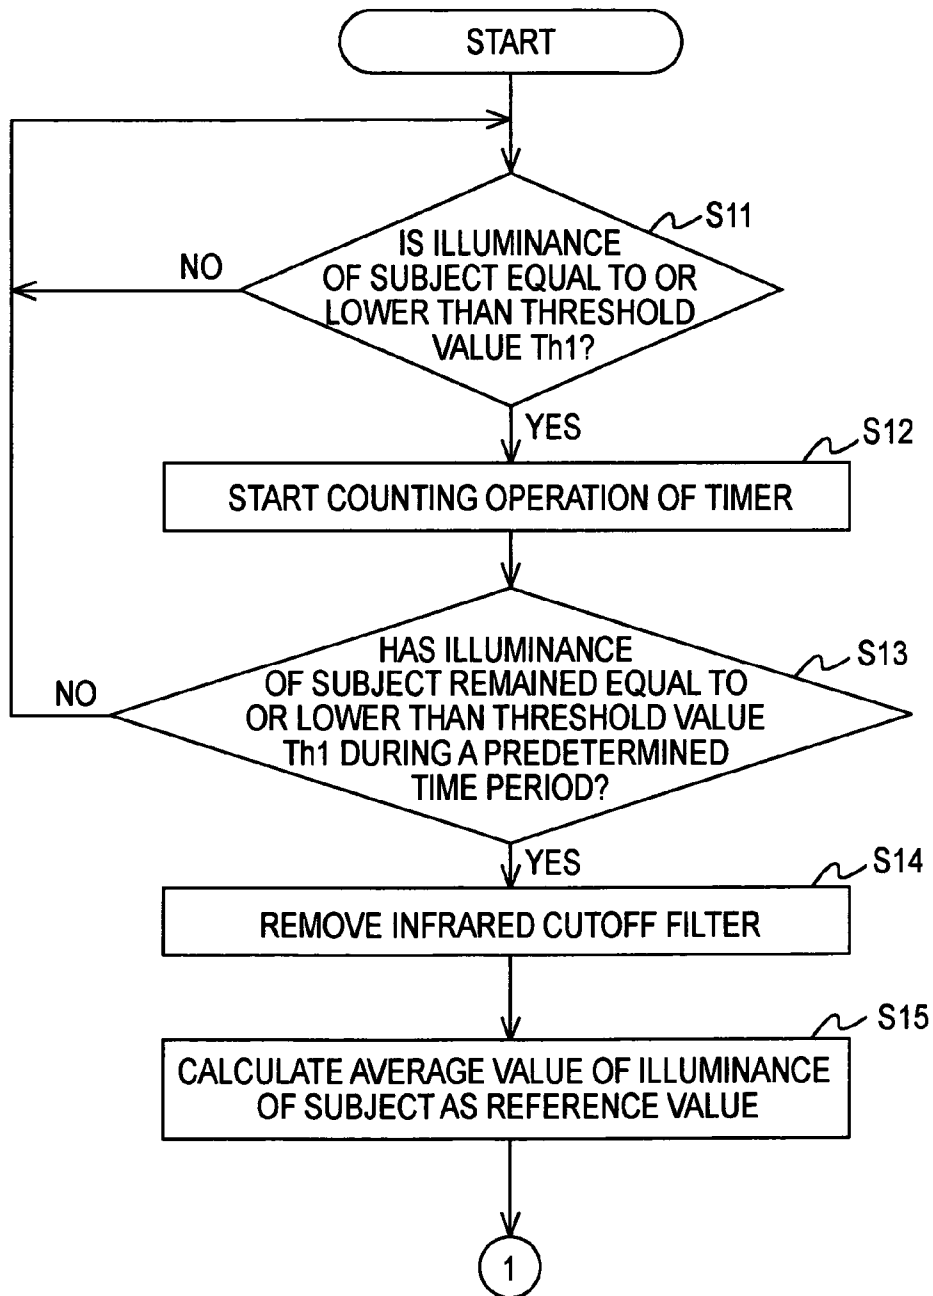 START
S11
IS ILLUMINANCE
OF SUBJECT EQUAL TO OR
LOWER THAN THRESHOLD
VALUE Th1?
NO
YES
S12
START COUNTING OPERATION OF TIMER
S13
HAS ILLUMINANCE
OF SUBJECT REMAINED EQUAL TO
OR LOWER THAN THRESHOLD VALUE
Th1 DURING A PREDETERMINED
TIME PERIOD?
NO
YES
S14
REMOVE INFRARED CUTOFF FILTER
S15
CALCULATE AVERAGE VALUE OF ILLUMINANCE
OF SUBJECT AS REFERENCE VALUE
1